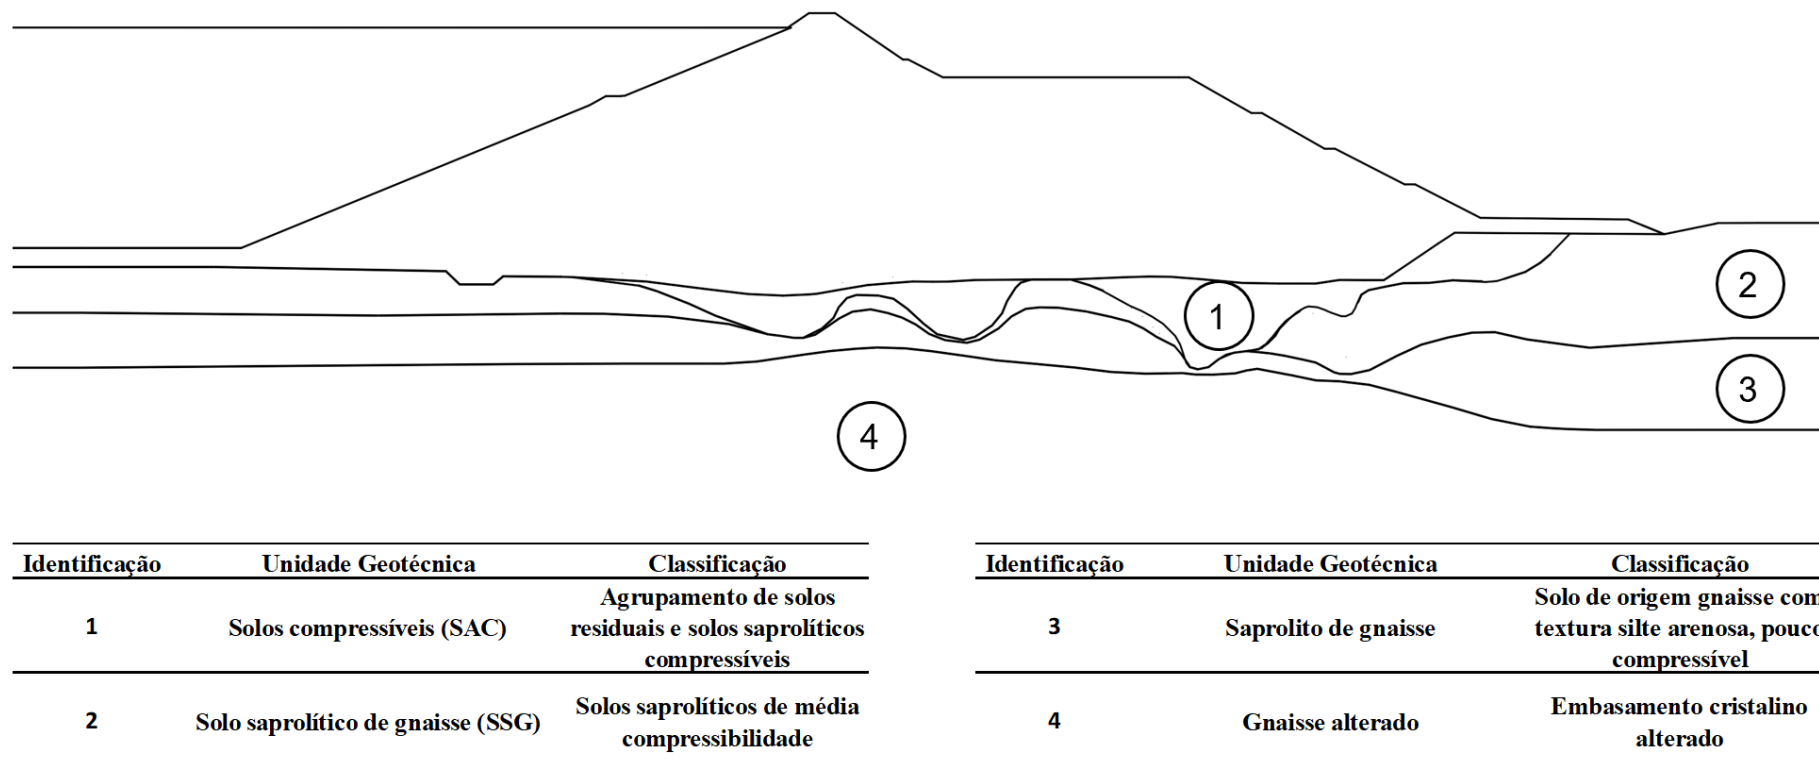 1
2
3
4
Identificação Unidade Geotécnica Classificação
1 Solos compressíveis (SAC) Agrupamento de solos
residuais e solos saprolíticos
compressíveis
2 Solo saprolítico de gnaisse (SSG) Solos saprolíticos de média
compressibilidade
Identificação Unidade Geotécnica Classificação
3 Saprolito de gnaisse Solo de origem gnaisse com
textura silte arenosa, pouco
compressível
4 Gnaisse alterado Embasamento cristalino
alterado